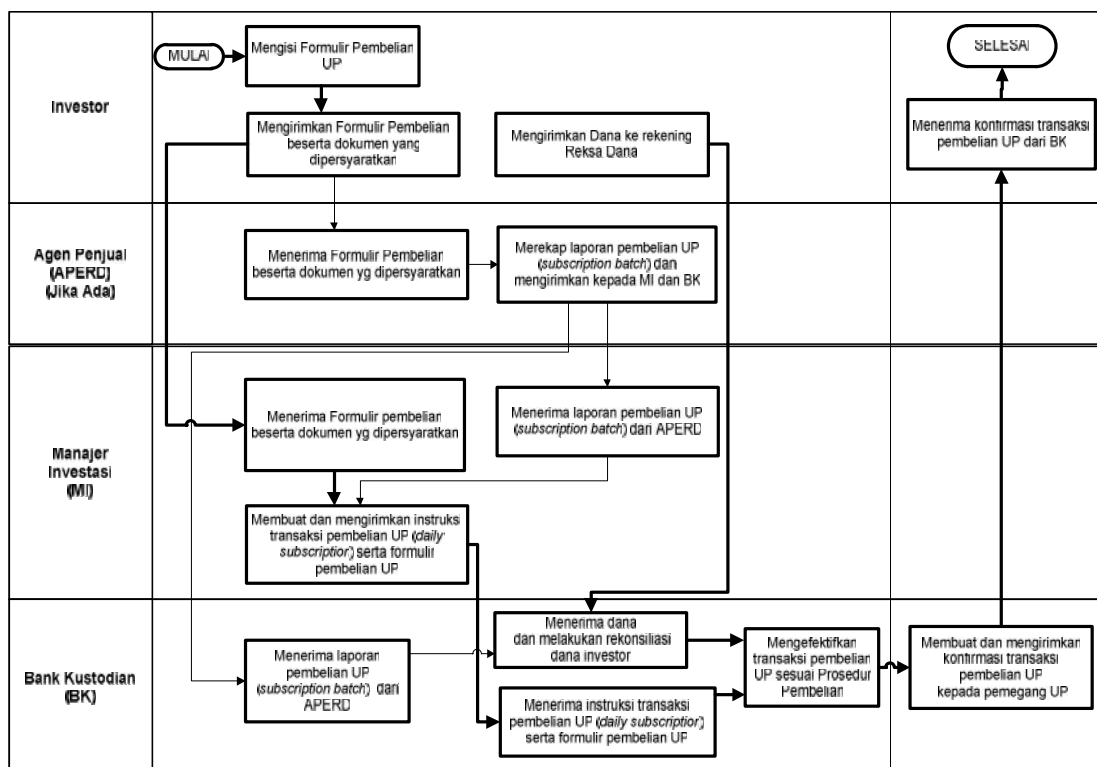 MULAI
Mengisi Formulir Pembelian
UP
SELESAI
Investor
Mengirimkan Formulir Pembelian
beserta dokumen yang
dipersyaratkan
Mengirimkan Dana ke rekening
Reksa Dana
Menerima konfirmasi transaksi
pembelian UP dari BK
Agen Penjual
(APERD)
(Jika Ada)
Menerima Formulir Pembelian
beserta dokumen yg dipersyaratkan
Merekap laporan pembelian UP
(subscription batch) dan
mengirimkan kepada MI dan BK
Manajer
Investasi
(MI)
Menerima Formulir pembelian
beserta dokumen yg dipersyaratkan
Menerima laporan pembelian UP
(subscription batch) dari APERD
Membuat dan mengirimkan instruksi
transaksi pembelian UP (daily
subscription) serta formulir
pembelian UP
Bank Kustodian
(BK)
Menerima laporan
pembelian UP
(subscription batch) dari
APERD
Menerima dana
dan melakukan rekonsiliasi
dana investor
Menerima instruksi transaksi
pembelian UP (daily subscription)
serta formulir pembelian UP
Mengefektifkan
transaksi pembelian
UP sesuai Prosedur
Pembelian
Membuat dan mengirimkan
konfirmasi transaksi
pembelian UP
kepada pemegang UP